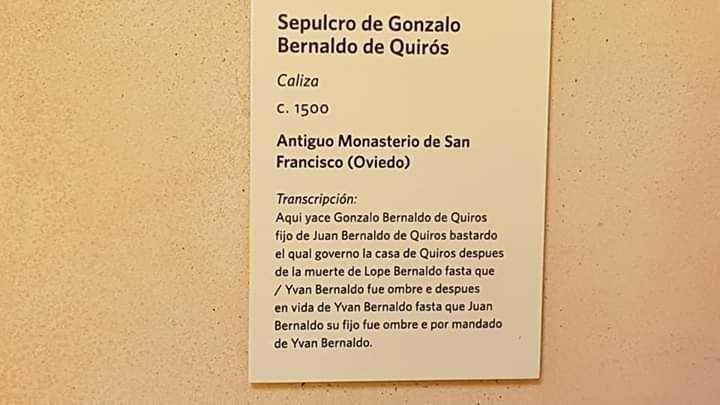 Sepulcro de Gonzalo
Bernaldo de Quirós
Caliza
c. 1500
Antiguo Monasterio de San
Francisco (Oviedo)
Transcripción:
Aqui yace Gonzalo Bernaldo de Quiros
fijo de Juan Bernaldo de Quiros bastardo
el qual governo la casa de Quiros despues
de la muerte de Lope Bernaldo fasta que
/ Yvan Bernaldo fue ombre e despues
en vida de Yvan Bernaldo fasta que Juan
Bernaldo su fijo fue ombre e por mandado
de Yvan Bernaldo.